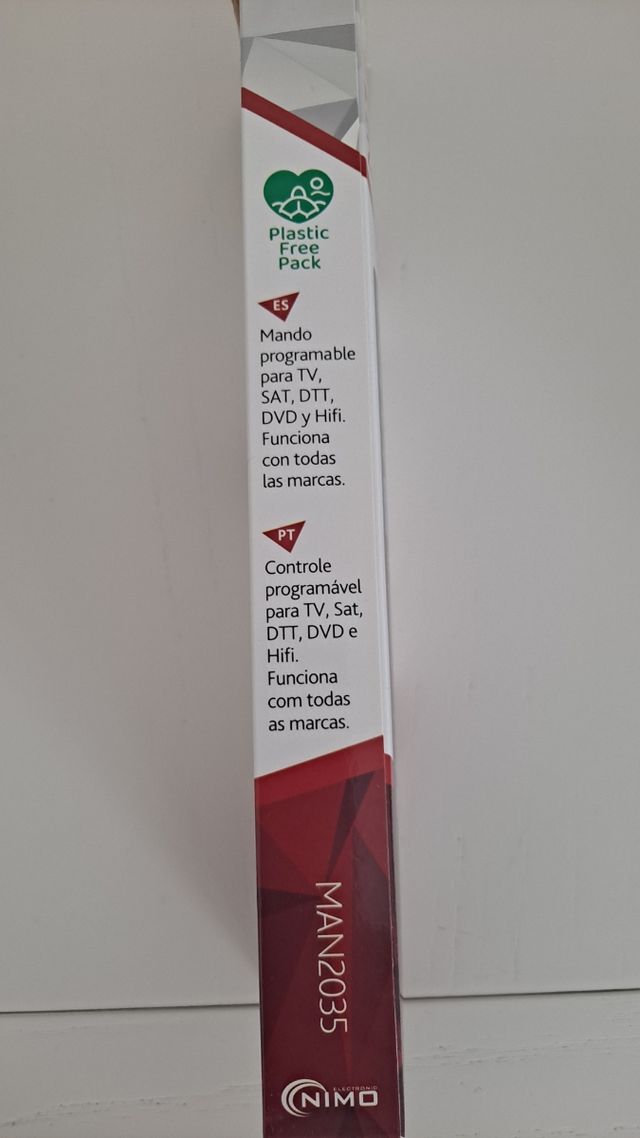 Plastic
Free
Pack
ES
Mando
programable
para TV,
SAT, DTT,
DVD y Hifi.
Funciona
con todas
las marcas.
PT
Controle
programável
para TV, Sat,
DTT, DVD e
Hifi.
Funciona
com todas
as marcas.
MAN2035
ELECTRONIC
NIMO